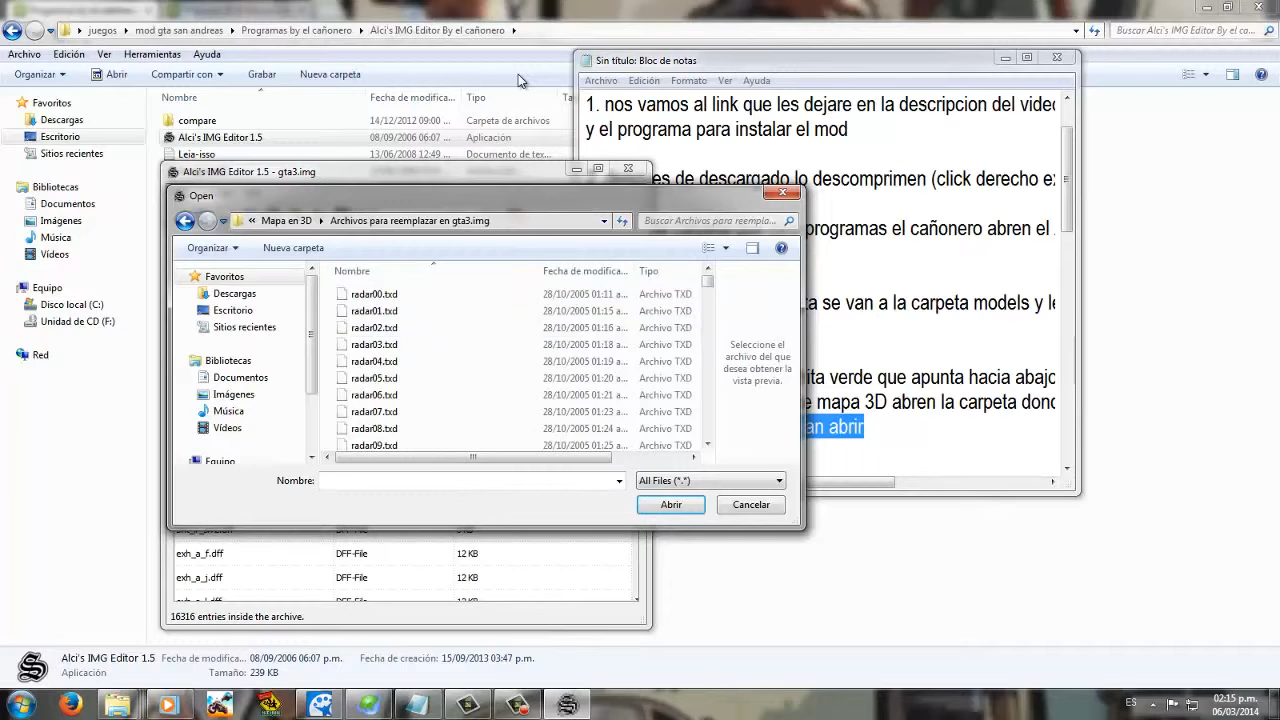 juegos ▸ mod gta san andreas ▸ Programas by el cañonero ▸ Alci's IMG Editor By el cañonero ▸
Buscar Alci's IMG Editor By el co...
Archivo Edición Ver Herramientas Ayuda
Organizar Abrir Compartir con Grabar Nueva carpeta
Favoritos
Descargas
Escritorio
Sitios recientes
Bibliotecas
Documentos
Imágenes
Música
Vídeos
Equipo
Disco local (C:)
Unidad de CD (F:)
Red
Nombre Fecha de modifica... Tipo Ta
compare 14/12/2012 09:00 ... Carpeta de archivos
Alci's IMG Editor 1.5 08/09/2006 06:07 ... Aplicación
Leia-isso 13/06/2008 12:49 ... Documento de tex...
Sin título: Bloc de notas
Archivo Edición Formato Ver Ayuda
1. nos vamos al link que les dejare en la descripcion del video
y el programa para instalar el mod
es de descargado lo descomprimen (click derecho ex
programas el cañonero abren el
ta se van a la carpeta models y le
ita verde que apunta hacia abajo
e mapa 3D abren la carpeta dond
an abrir
Alci's IMG Editor 1.5 - gta3.img
Open
« Mapa en 3D ▸ Archivos para reemplazar en gta3.img
Buscar Archivos para reempla...
Organizar Nueva carpeta
Favoritos
Descargas
Escritorio
Sitios recientes
Bibliotecas
Documentos
Imágenes
Música
Vídeos
Equipo
Nombre Fecha de modifica... Tipo
radar00.txd 28/10/2005 01:11 a... Archivo TXD
radar01.txd 28/10/2005 01:15 a... Archivo TXD
radar02.txd 28/10/2005 01:16 a... Archivo TXD
radar03.txd 28/10/2005 01:18 a... Archivo TXD
radar04.txd 28/10/2005 01:19 a... Archivo TXD
radar05.txd 28/10/2005 01:20 a... Archivo TXD
radar06.txd 28/10/2005 01:21 a... Archivo TXD
radar07.txd 28/10/2005 01:23 a... Archivo TXD
radar08.txd 28/10/2005 01:24 a... Archivo TXD
radar09.txd 28/10/2005 01:25 a... Archivo TXD
Seleccione el
archivo del que
desea obtener la
vista previa.
Nombre:
All Files (*.*)
Abrir Cancelar
exh_a_f.dff DFF-File 12 KB
exh_a_j.dff DFF-File 12 KB
16316 entries inside the archive.
Alci's IMG Editor 1.5 Fecha de modifica... 08/09/2006 06:07 p.m. Fecha de creación: 15/09/2013 03:47 p.m.
Aplicación Tamaño: 239 KB
ES
02:15 p.m.
06/03/2014